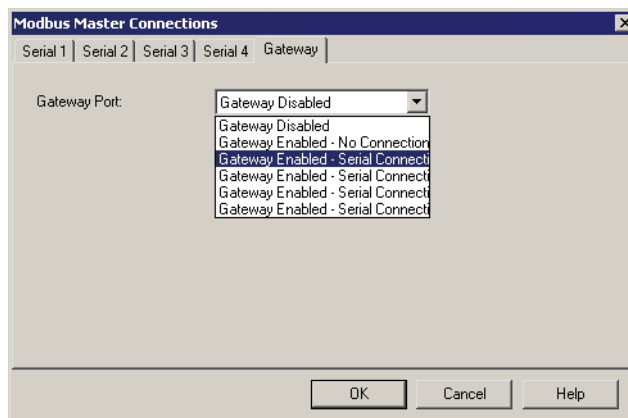 Modbus Master Connections
Serial 1 Serial 2 Serial 3 Serial 4 Gateway
Gateway Port: Gateway Disabled
Gateway Disabled
Gateway Enabled - No Connection
Gateway Enabled - Serial Connecti
Gateway Enabled - Serial Connecti
Gateway Enabled - Serial Connecti
Gateway Enabled - Serial Connecti
OK Cancel Help